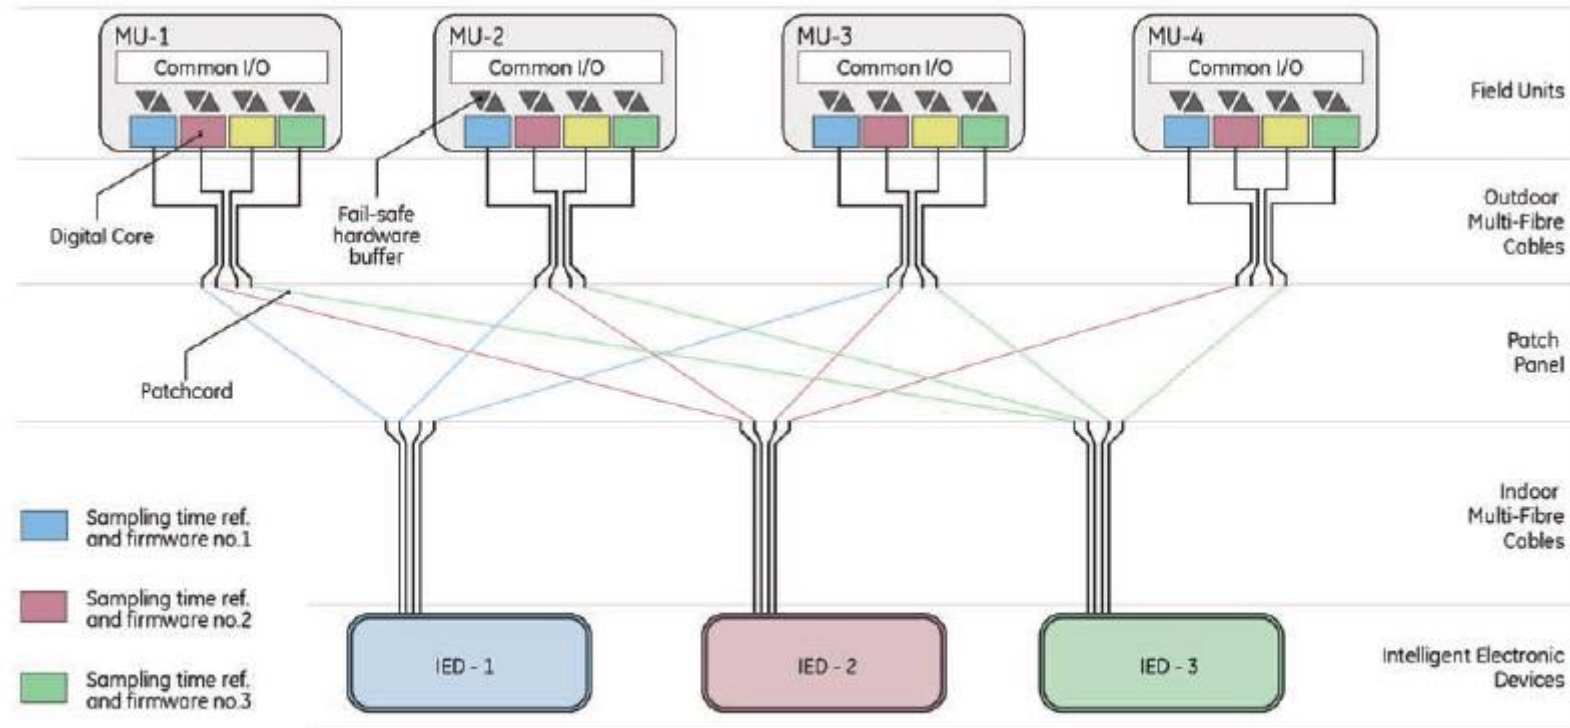 MU-1
Common I/O
MU-2
Common I/O
MU-3
Common I/O
MU-4
Common I/O
Field Units
Digital Core
Fail-safe
hardware
buffer
Outdoor
Multi-Fibre
Cables
Patchcord
Patch
Panel
Indoor
Multi-Fibre
Cables
Sampling time ref.
and firmware no.1
Sampling time ref.
and firmware no.2
Sampling time ref.
and firmware no.3
IED - 1
IED - 2
IED - 3
Intelligent Electronic
Devices